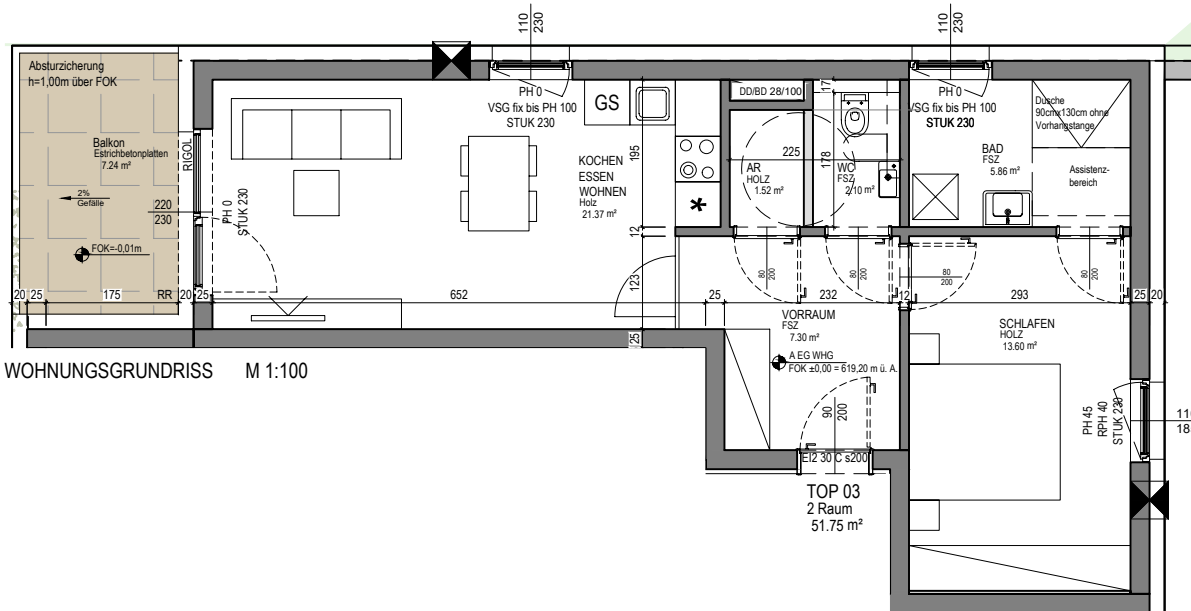 110
230
110
230
Absturzicherung
h=1,00m über FOK
Balkon
Estrichbetonplatten
7.24 m²
2%
Gefälle
FOK=-0,01m
RIGOL
220
230
PH 0
STUK 230
20
25
175
RR
20
25
652
PH 0
VSG fix bis PH 100
STUK 230
GS
KOCHEN
ESSEN
WOHNEN
Holz
21.37 m²
195
12
123
25
*
DD/BD 28/100
17
225
178
AR
HOLZ
1.52 m²
WC
FSZ
2.10 m²
PH 0
VSG fix bis PH 100
STUK 230
Dusche
90cmx130cm ohne
Vorhangstange
BAD
FSZ
5.86 m²
Assistenz-
bereich
80
200
80
200
80
200
80
200
25
232
12
293
25
20
VORRAUM
FSZ
7.30 m²
A EG WHG
FOK ±0,00 = 619,20 m ü. A.
90
200
EI2 30 C s200
SCHLAFEN
HOLZ
13.60 m²
PH 45
RPH 40
STUK 230
TOP 03
2 Raum
51.75 m²
WOHNUNGSGRUNDRISS M 1:100